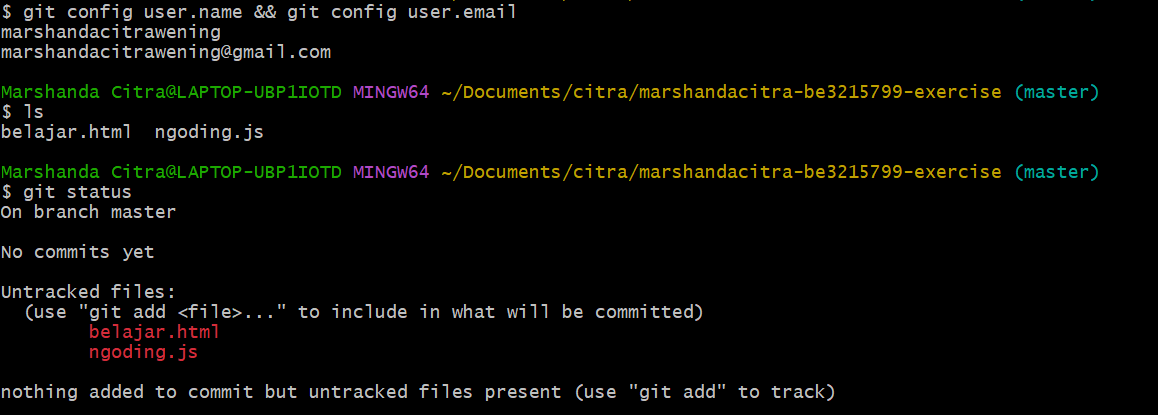 $ git config user.name && git config user.email
marshandacitrawening
marshandacitrawening@gmail.com
Marshanda Citra@LAPTOP-UBP1IOTD MINGW64 ~/Documents/citra/marshandacitra-be3215799-exercise (master)
$ ls
belajar.html  ngoding.js
Marshanda Citra@LAPTOP-UBP1IOTD MINGW64 ~/Documents/citra/marshandacitra-be3215799-exercise (master)
$ git status
On branch master
No commits yet
Untracked files:
  (use "git add <file>..." to include in what will be committed)
        belajar.html
        ngoding.js
nothing added to commit but untracked files present (use "git add" to track)